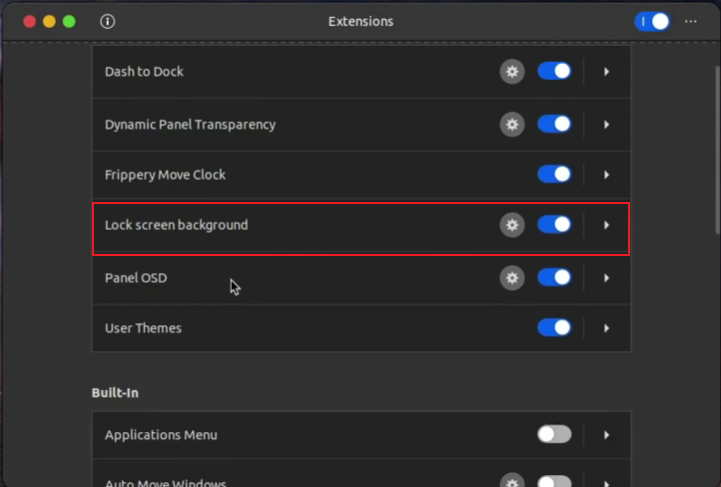 Extensions
Dash to Dock
Dynamic Panel Transparency
Frippery Move Clock
Lock screen background
Panel OSD
User Themes
Built-In
Applications Menu
Auto Move Windows